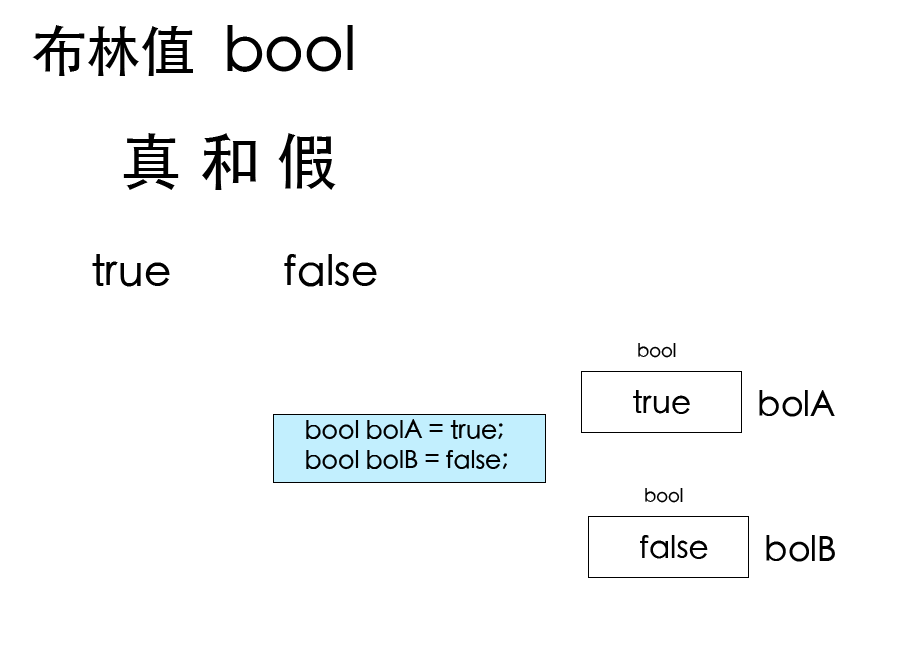 布林值 bool
真 和 假
true false
bool
true bolA
bool bolA = true;
bool bolB = false;
bool
false bolB